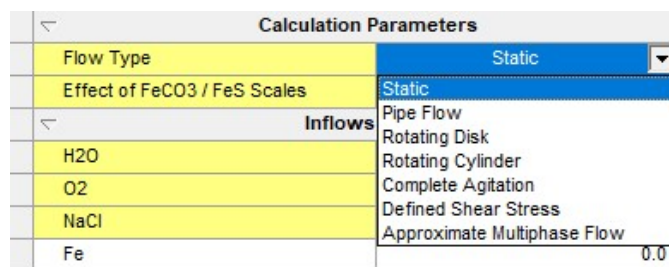 Calculation Parameters
Flow Type Static
Effect of FeCO3 / FeS Scales Static
Pipe Flow
Inflows Rotating Disk
H2O Rotating Cylinder
O2 Complete Agitation
NaCl Defined Shear Stress
Approximate Multiphase Flow
Fe 0.0